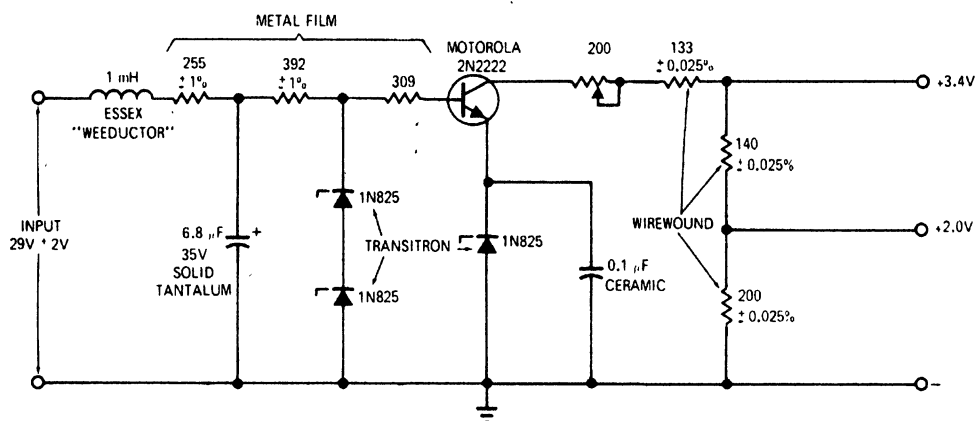 METAL FILM
MOTOROLA
2N2222
255
± 1%
392
± 1%
309
200
133
± 0.025%
1 mH
ESSEX
"WEEDUCTOR"
+3.4V
140
± 0.025%
1N825
WIREWOUND
INPUT
29V ± 2V
6.8 μF
+
35V
SOLID
TANTALUM
TRANSITRON
1N825
+2.0V
0.1 μF
CERAMIC
1N825
200
± 0.025%
−